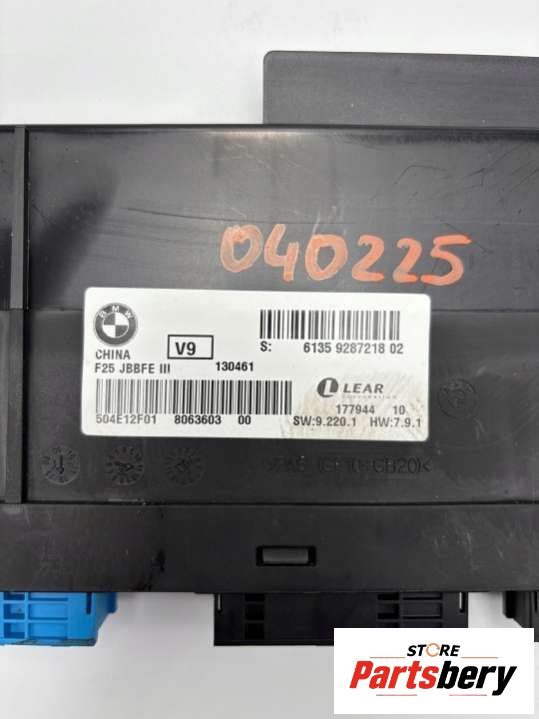 040225
BMW
CHINA
V9
S: 6135 9287218 02
F25 JBBFE III 130461
LEAR
CORPORATION
177944 10
504E12F01 8063603 00
SW:9.220.1 HW:7.9.1
STORE
Partsbery